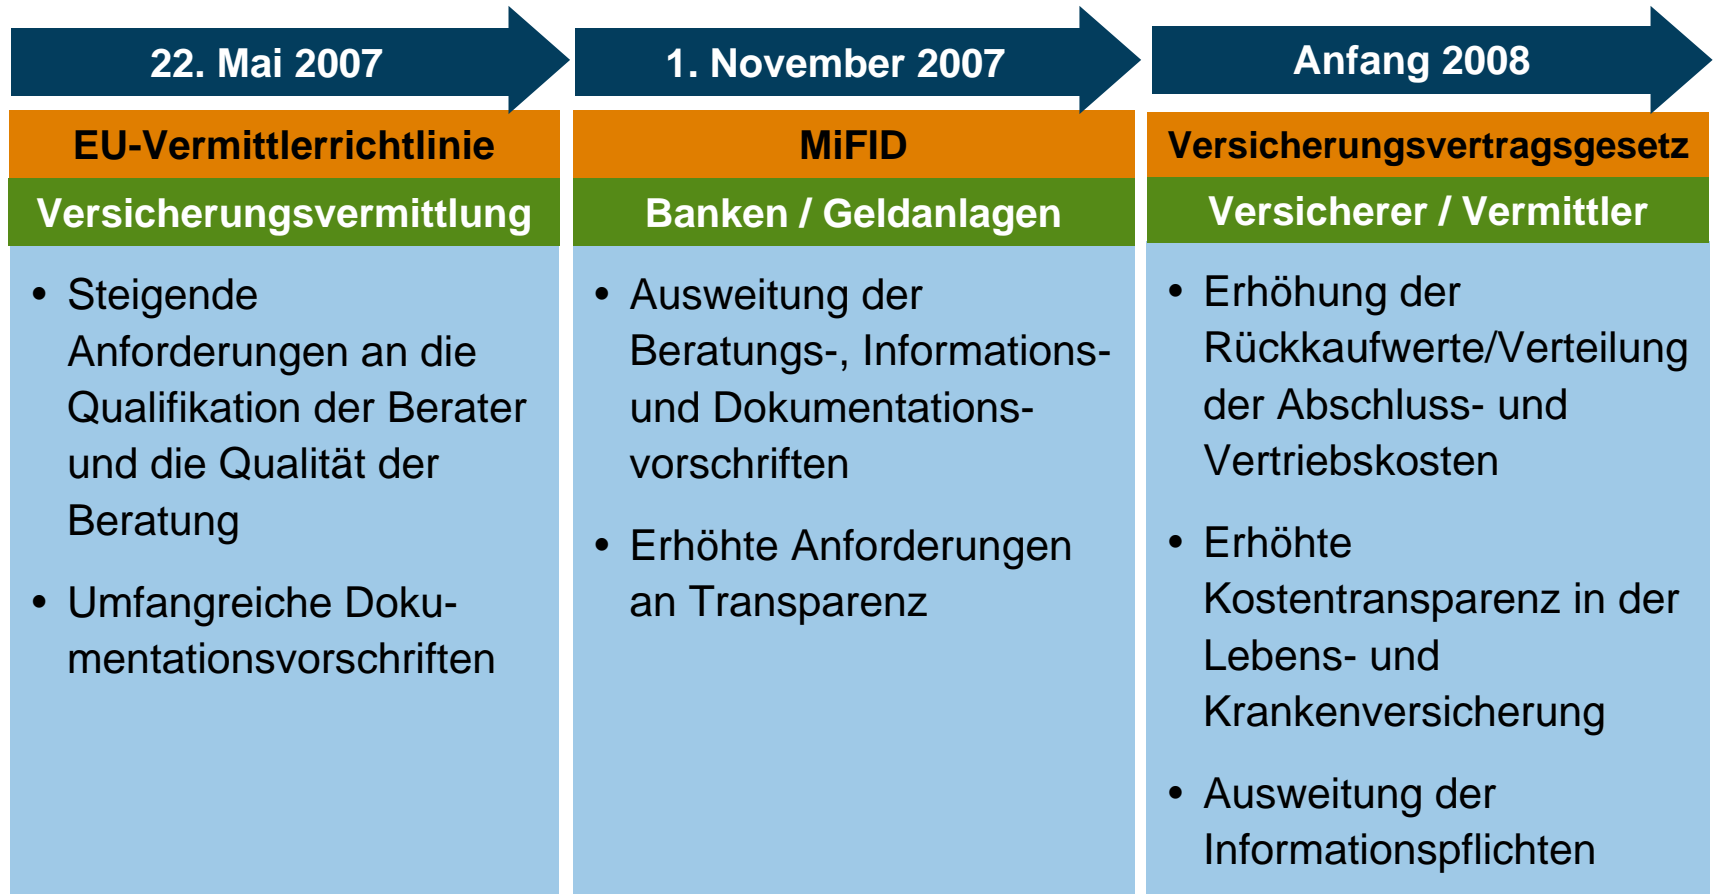 22. Mai 2007
EU-Vermittlerrichtlinie
Versicherungsvermittlung
• Steigende
Anforderungen an die
Qualifikation der Berater
und die Qualität der
Beratung
• Umfangreiche Doku-
mentationsvorschriften
1. November 2007
MiFID
Banken / Geldanlagen
• Ausweitung der
Beratungs-, Informations-
und Dokumentations-
vorschriften
• Erhöhte Anforderungen
an Transparenz
Anfang 2008
Versicherungsvertragsgesetz
Versicherer / Vermittler
• Erhöhung der
Rückkaufwerte/Verteilung
der Abschluss- und
Vertriebskosten
• Erhöhte
Kostentransparenz in der
Lebens- und
Krankenversicherung
• Ausweitung der
Informationspflichten